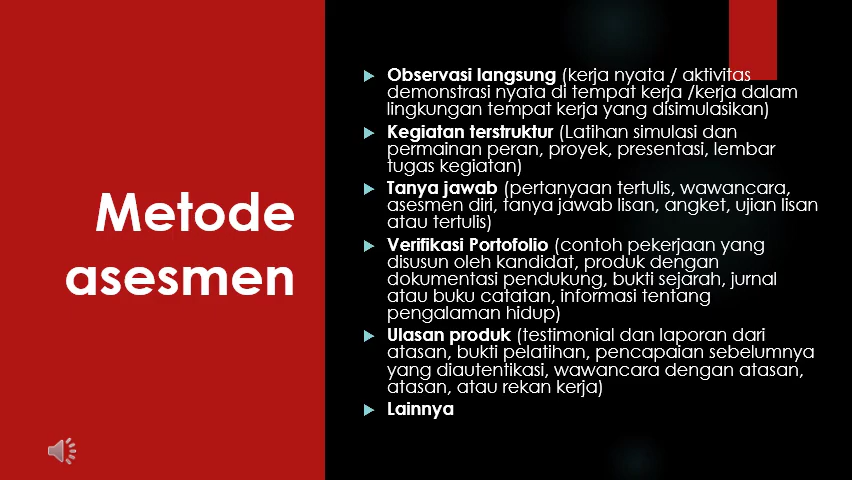 Metode
asesmen
Observasi langsung (kerja nyata / aktivitas
demonstrasi nyata di tempat kerja /kerja dalam
lingkungan tempat kerja yang disimulasikan)
Kegiatan terstruktur (Latihan simulasi dan
permainan peran, proyek, presentasi, lembar
tugas kegiatan)
Tanya jawab (pertanyaan tertulis, wawancara,
asesmen diri, tanya jawab lisan, angket, ujian lisan
atau tertulis)
Verifikasi Portofolio (contoh pekerjaan yang
disusun oleh kandidat, produk dengan
dokumentasi pendukung, bukti sejarah, jurnal
atau buku catatan, informasi tentang
pengalaman hidup)
Ulasan produk (testimonial dan laporan dari
atasan, bukti pelatihan, pencapaian sebelumnya
yang diautentikasi, wawancara dengan atasan,
atasan, atau rekan kerja)
Lainnya